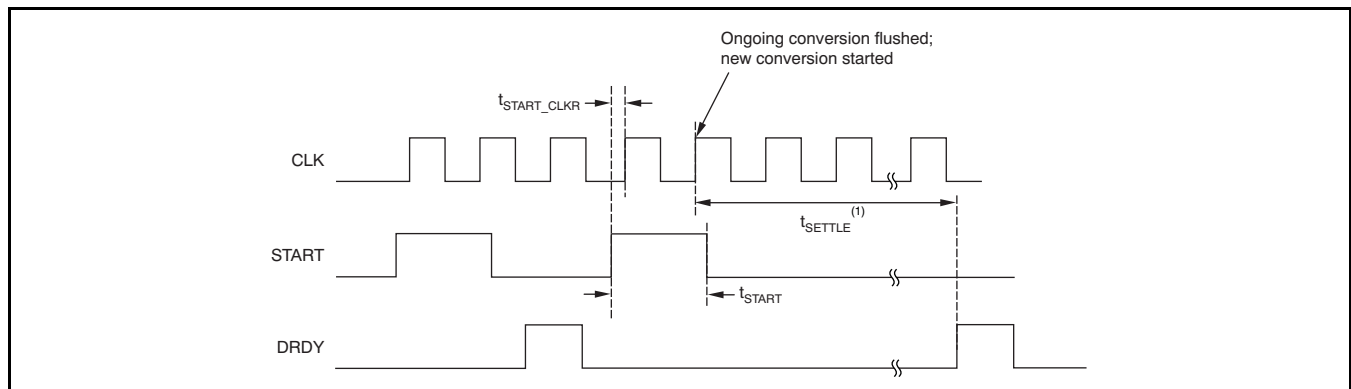 Ongoing conversion flushed;
new conversion started
tSTART_CLKR
CLK
tSETTLE(1)
START
tSTART
DRDY